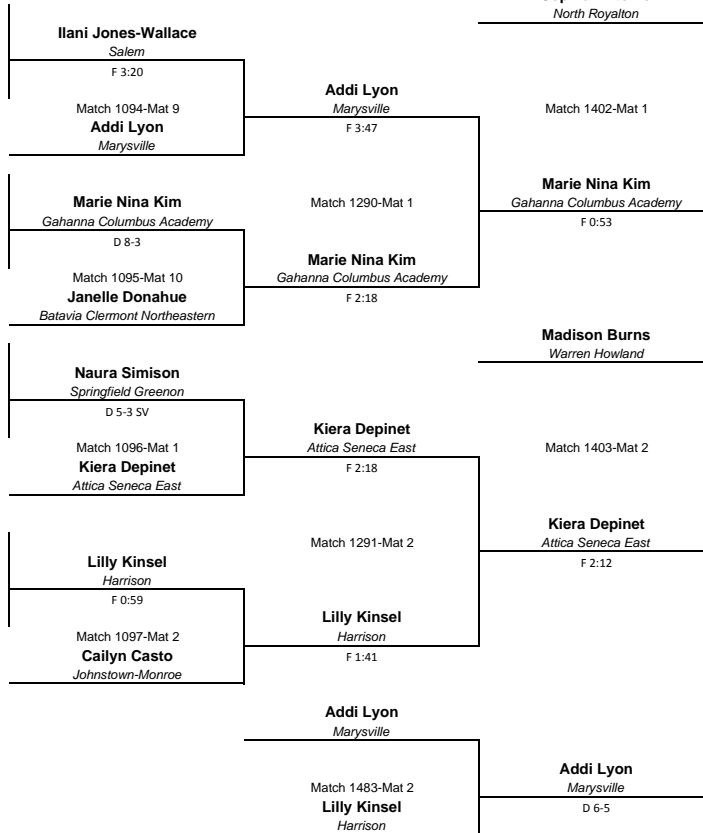 North Royalton
Ilani Jones-Wallace
Salem
F 3:20
Match 1094-Mat 9
Addi Lyon
Marysville
Addi Lyon
Marysville
F 3:47
Match 1402-Mat 1
Marie Nina Kim
Gahanna Columbus Academy
D 8-3
Match 1290-Mat 1
Marie Nina Kim
Gahanna Columbus Academy
F 0:53
Match 1095-Mat 10
Janelle Donahue
Batavia Clermont Northeastern
Marie Nina Kim
Gahanna Columbus Academy
F 2:18
Madison Burns
Warren Howland
Naura Simison
Springfield Greenon
D 5-3 SV
Match 1096-Mat 1
Kiera Depinet
Attica Seneca East
Kiera Depinet
Attica Seneca East
F 2:18
Match 1403-Mat 2
Match 1291-Mat 2
Kiera Depinet
Attica Seneca East
F 2:12
Lilly Kinsel
Harrison
F 0:59
Match 1097-Mat 2
Cailyn Casto
Johnstown-Monroe
Lilly Kinsel
Harrison
F 1:41
Addi Lyon
Marysville
Match 1483-Mat 2
Lilly Kinsel
Harrison
Addi Lyon
Marysville
D 6-5